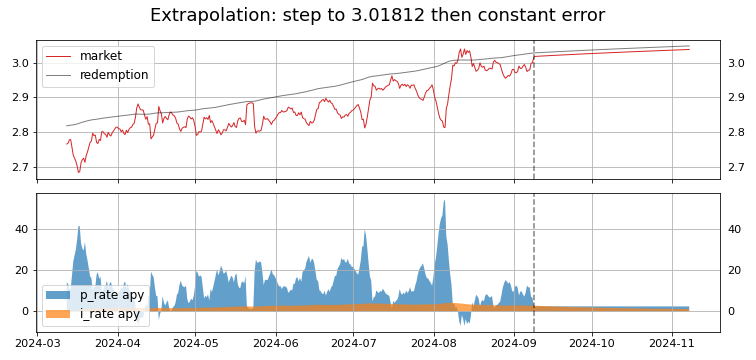 Extrapolation: step to 3.01812 then constant error
market
redemption
3.0
2.9
2.8
2.7
3.0
2.9
2.8
2.7
40
20
0
40
20
0
p_rate apy
i_rate apy
2024-03 2024-04 2024-05 2024-06 2024-07 2024-08 2024-09 2024-10 2024-11